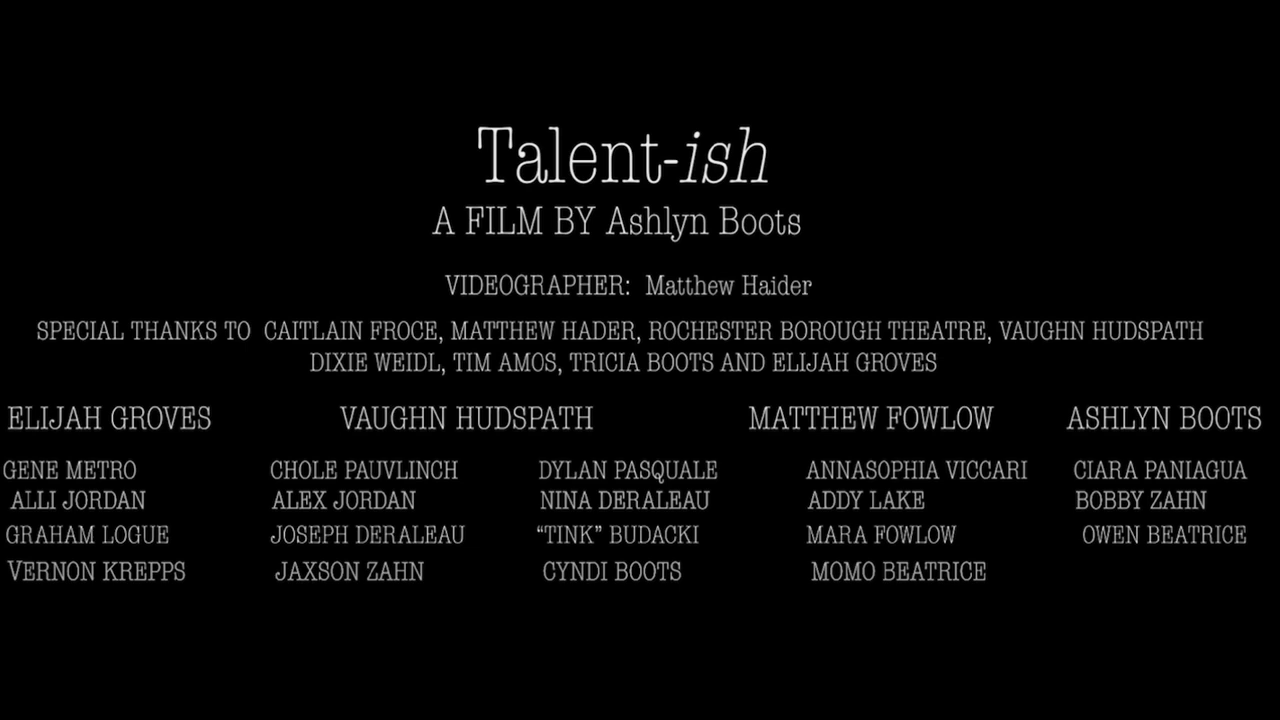 Talent-ish
A FILM BY Ashlyn Boots
VIDEOGRAPHER: Matthew Haider
SPECIAL THANKS TO CAITLAIN FROCE, MATTHEW HADER, ROCHESTER BOROUGH THEATRE, VAUGHN HUDSPATH
DIXIE WEIDL, TIM AMOS, TRICIA BOOTS AND ELIJAH GROVES
ELIJAH GROVES VAUGHN HUDSPATH MATTHEW FOWLOW ASHLYN BOOTS
GENE METRO CHOLE PAUVLINCH DYLAN PASQUALE ANNASOPHIA VICCARI CIARA PANIAGUA
ALLI JORDAN ALEX JORDAN NINA DERALEAU ADDY LAKE BOBBY ZAHN
GRAHAM LOGUE JOSEPH DERALEAU “TINK” BUDACKI MARA FOWLOW OWEN BEATRICE
VERNON KREPPS JAXSON ZAHN CYNDI BOOTS MOMO BEATRICE